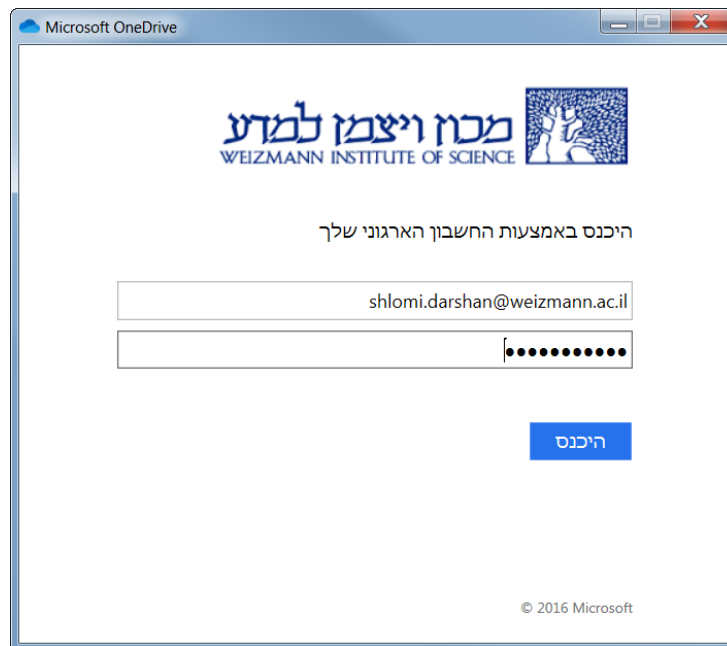 Microsoft OneDrive
מכון ויצמן למדע
WEIZMANN INSTITUTE OF SCIENCE
היכנס באמצעות החשבון הארגוני שלך
shlomi.darshan@weizmann.ac.il
•••••••••••
היכנס
© 2016 Microsoft